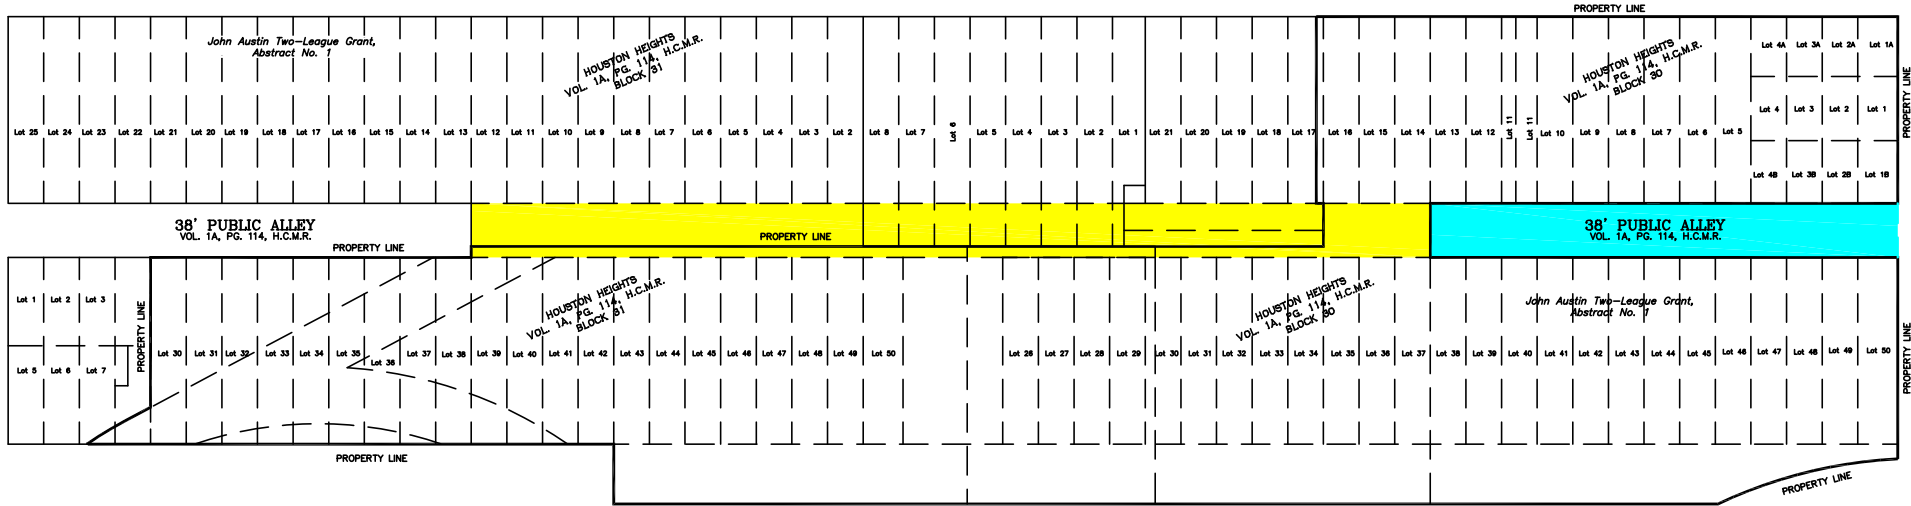 PROPERTY LINE
John Austin Two-League Grant,
Abstract No. 1
HOUSTON HEIGHTS
VOL. 1A, PG. 114, H.C.M.R.
BLOCK 31
HOUSTON HEIGHTS
VOL. 1A, PG. 114, H.C.M.R.
BLOCK 30
Lot 4A Lot 3A Lot 2A Lot 1A
PROPERTY LINE
Lot 4 Lot 3 Lot 2 Lot 1
Lot 25 Lot 24 Lot 23 Lot 22 Lot 21 Lot 20 Lot 19 Lot 18 Lot 17 Lot 16 Lot 15 Lot 14 Lot 13 Lot 12 Lot 11 Lot 10 Lot 9 Lot 8 Lot 7 Lot 6 Lot 5 Lot 4 Lot 3 Lot 2 Lot 8 Lot 7 Lot 6 Lot 5 Lot 4 Lot 3 Lot 2 Lot 1 Lot 21 Lot 20 Lot 19 Lot 18 Lot 17 Lot 16 Lot 15 Lot 14 Lot 13 Lot 12 Lot 11 Lot 11 Lot 10 Lot 9 Lot 8 Lot 7 Lot 6 Lot 5
Lot 4B Lot 3B Lot 2B Lot 1B
38' PUBLIC ALLEY
VOL. 1A, PG. 114, H.C.M.R.
PROPERTY LINE
PROPERTY LINE
38' PUBLIC ALLEY
VOL. 1A, PG. 114, H.C.M.R.
Lot 1 Lot 2 Lot 3
PROPERTY LINE
HOUSTON HEIGHTS
VOL. 1A, PG. 114, H.C.M.R.
BLOCK 31
HOUSTON HEIGHTS
VOL. 1A, PG. 114, H.C.M.R.
BLOCK 30
John Austin Two-League Grant,
Abstract No. 1
PROPERTY LINE
Lot 30 Lot 31 Lot 32 Lot 33 Lot 34 Lot 35 Lot 36 Lot 37 Lot 38 Lot 39 Lot 40 Lot 41 Lot 42 Lot 43 Lot 44 Lot 45 Lot 46 Lot 47 Lot 48 Lot 49 Lot 50 Lot 26 Lot 27 Lot 28 Lot 29 Lot 30 Lot 31 Lot 32 Lot 33 Lot 34 Lot 35 Lot 36 Lot 37 Lot 38 Lot 39 Lot 40 Lot 41 Lot 42 Lot 43 Lot 44 Lot 45 Lot 46 Lot 47 Lot 48 Lot 49 Lot 50
Lot 5 Lot 6 Lot 7
PROPERTY LINE
PROPERTY LINE